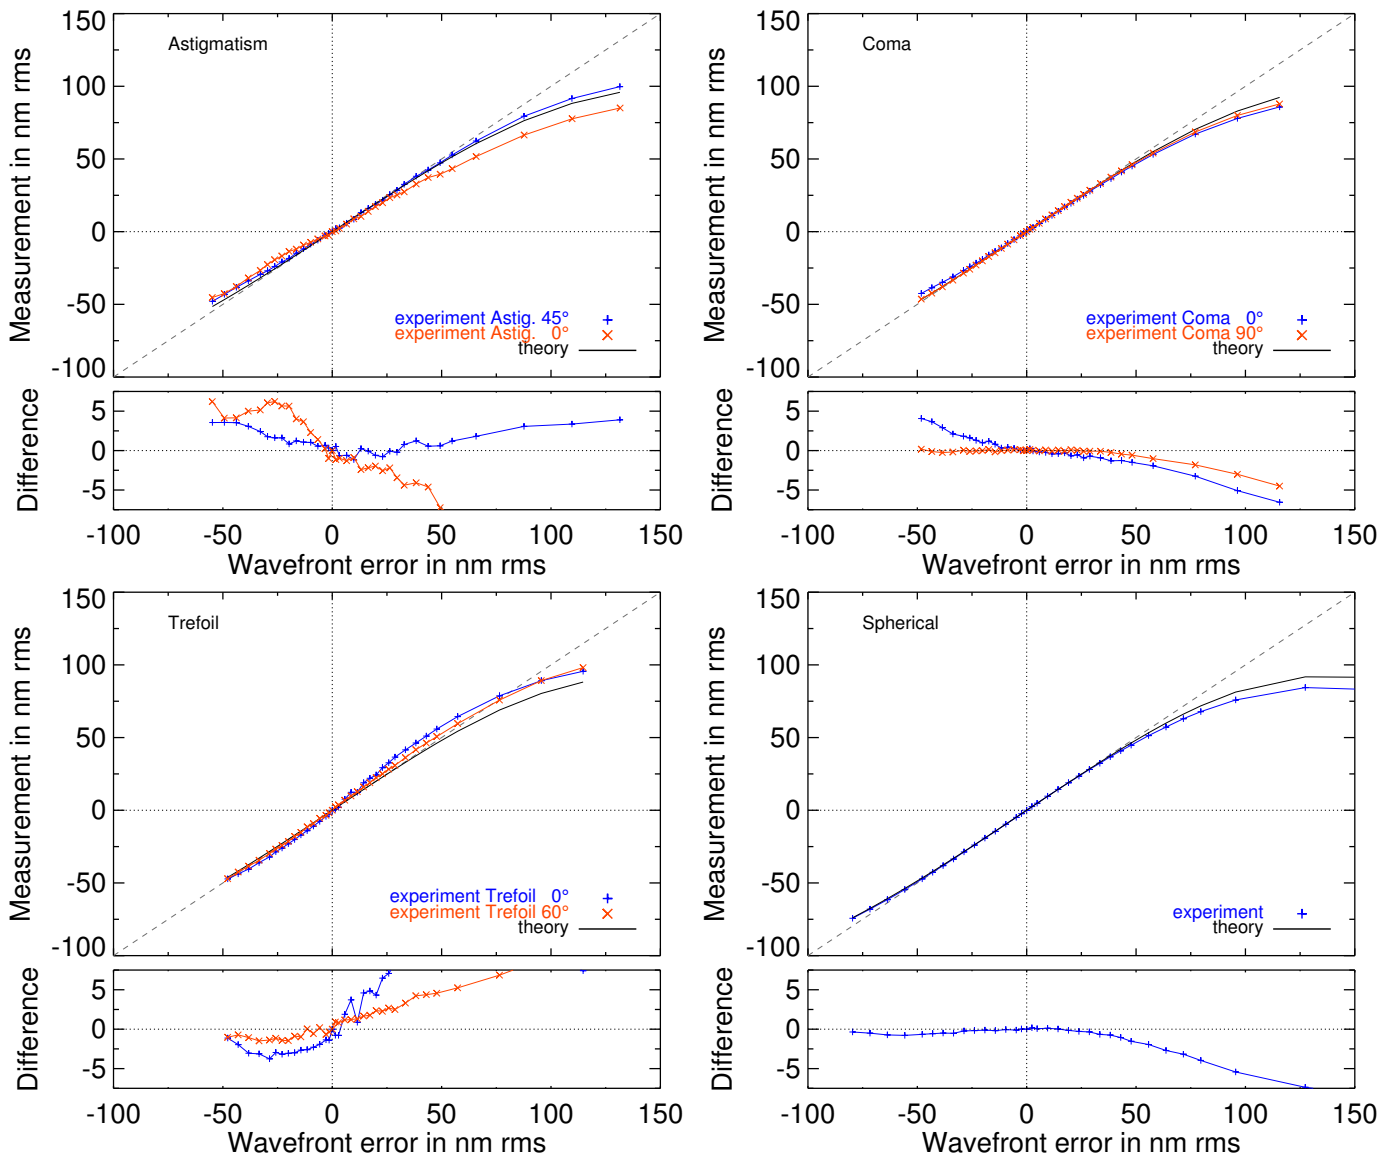 Astigmatism
Measurement in nm rms
150
100
50
0
-50
-100
experiment Astig. 45°
experiment Astig. 0°
theory
Difference
5
0
-5
-100 -50 0 50 100 150
Wavefront error in nm rms
Coma
Measurement in nm rms
150
100
50
0
-50
-100
experiment Coma 0°
experiment Coma 90°
theory
Difference
5
0
-5
-100 -50 0 50 100 150
Wavefront error in nm rms
Trefoil
Measurement in nm rms
150
100
50
0
-50
-100
experiment Trefoil 0°
experiment Trefoil 60°
theory
Difference
5
0
-5
-100 -50 0 50 100 150
Wavefront error in nm rms
Spherical
Measurement in nm rms
150
100
50
0
-50
-100
experiment
theory
Difference
5
0
-5
-100 -50 0 50 100 150
Wavefront error in nm rms